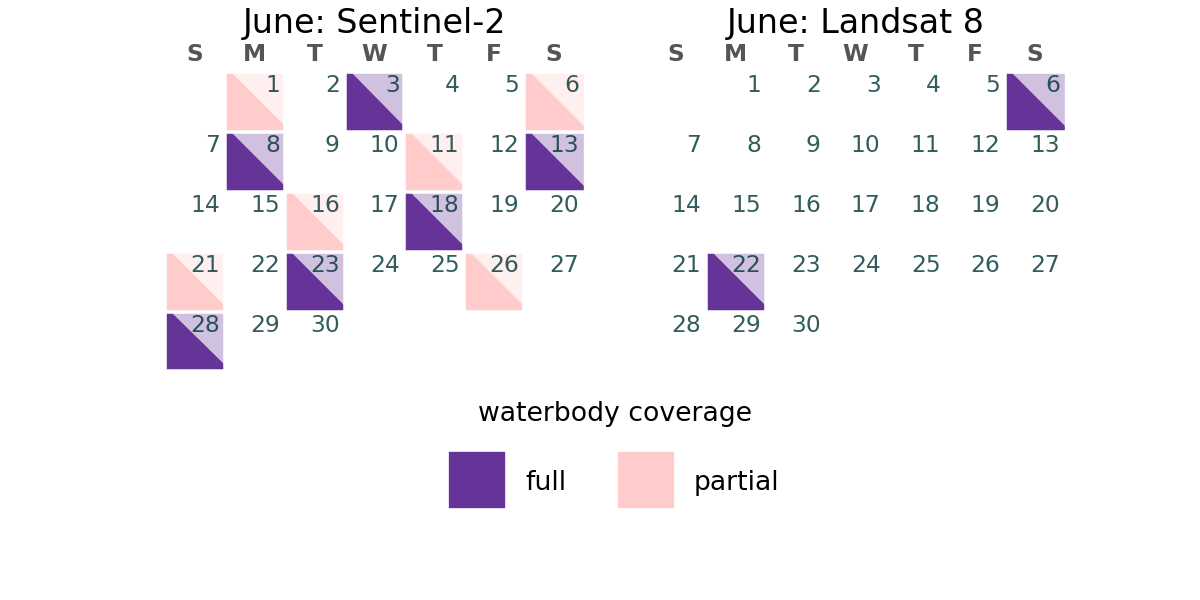 June: Sentinel-2
S M T W T F S
1 2 3 4 5 6
7 8 9 10 11 12 13
14 15 16 17 18 19 20
21 22 23 24 25 26 27
28 29 30
June: Landsat 8
S M T W T F S
1 2 3 4 5 6
7 8 9 10 11 12 13
14 15 16 17 18 19 20
21 22 23 24 25 26 27
28 29 30
waterbody coverage
full partial